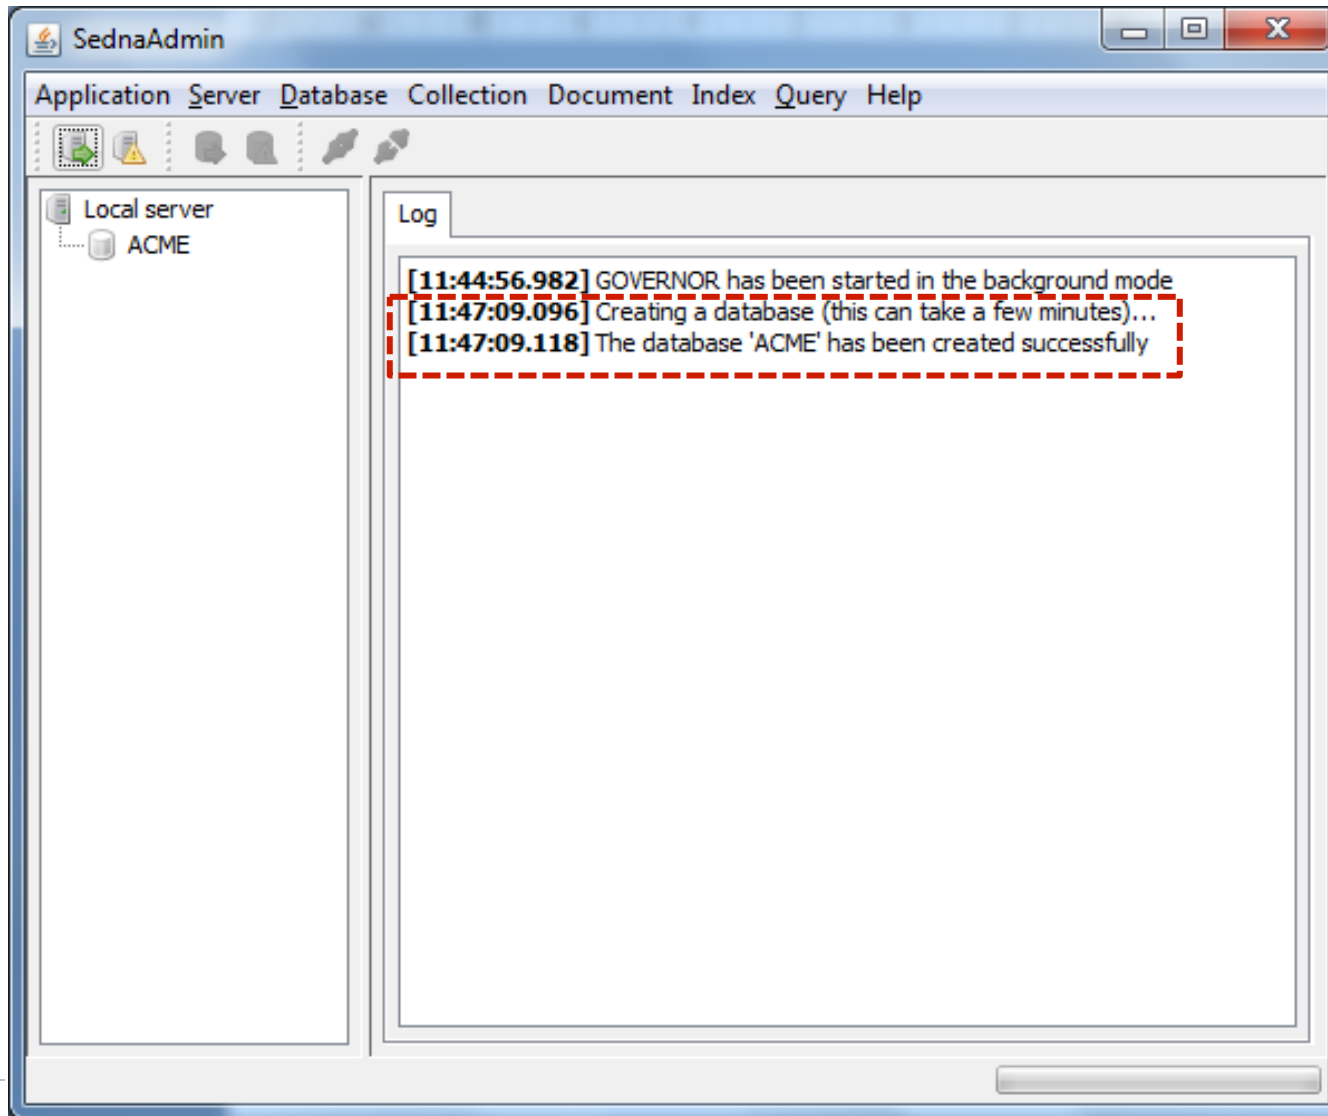 SednaAdmin
Application Server Database Collection Document Index Query Help
Local server
ACME
Log
[11:44:56.982] GOVERNOR has been started in the background mode
[11:47:09.096] Creating a database (this can take a few minutes)...
[11:47:09.118] The database 'ACME' has been created successfully